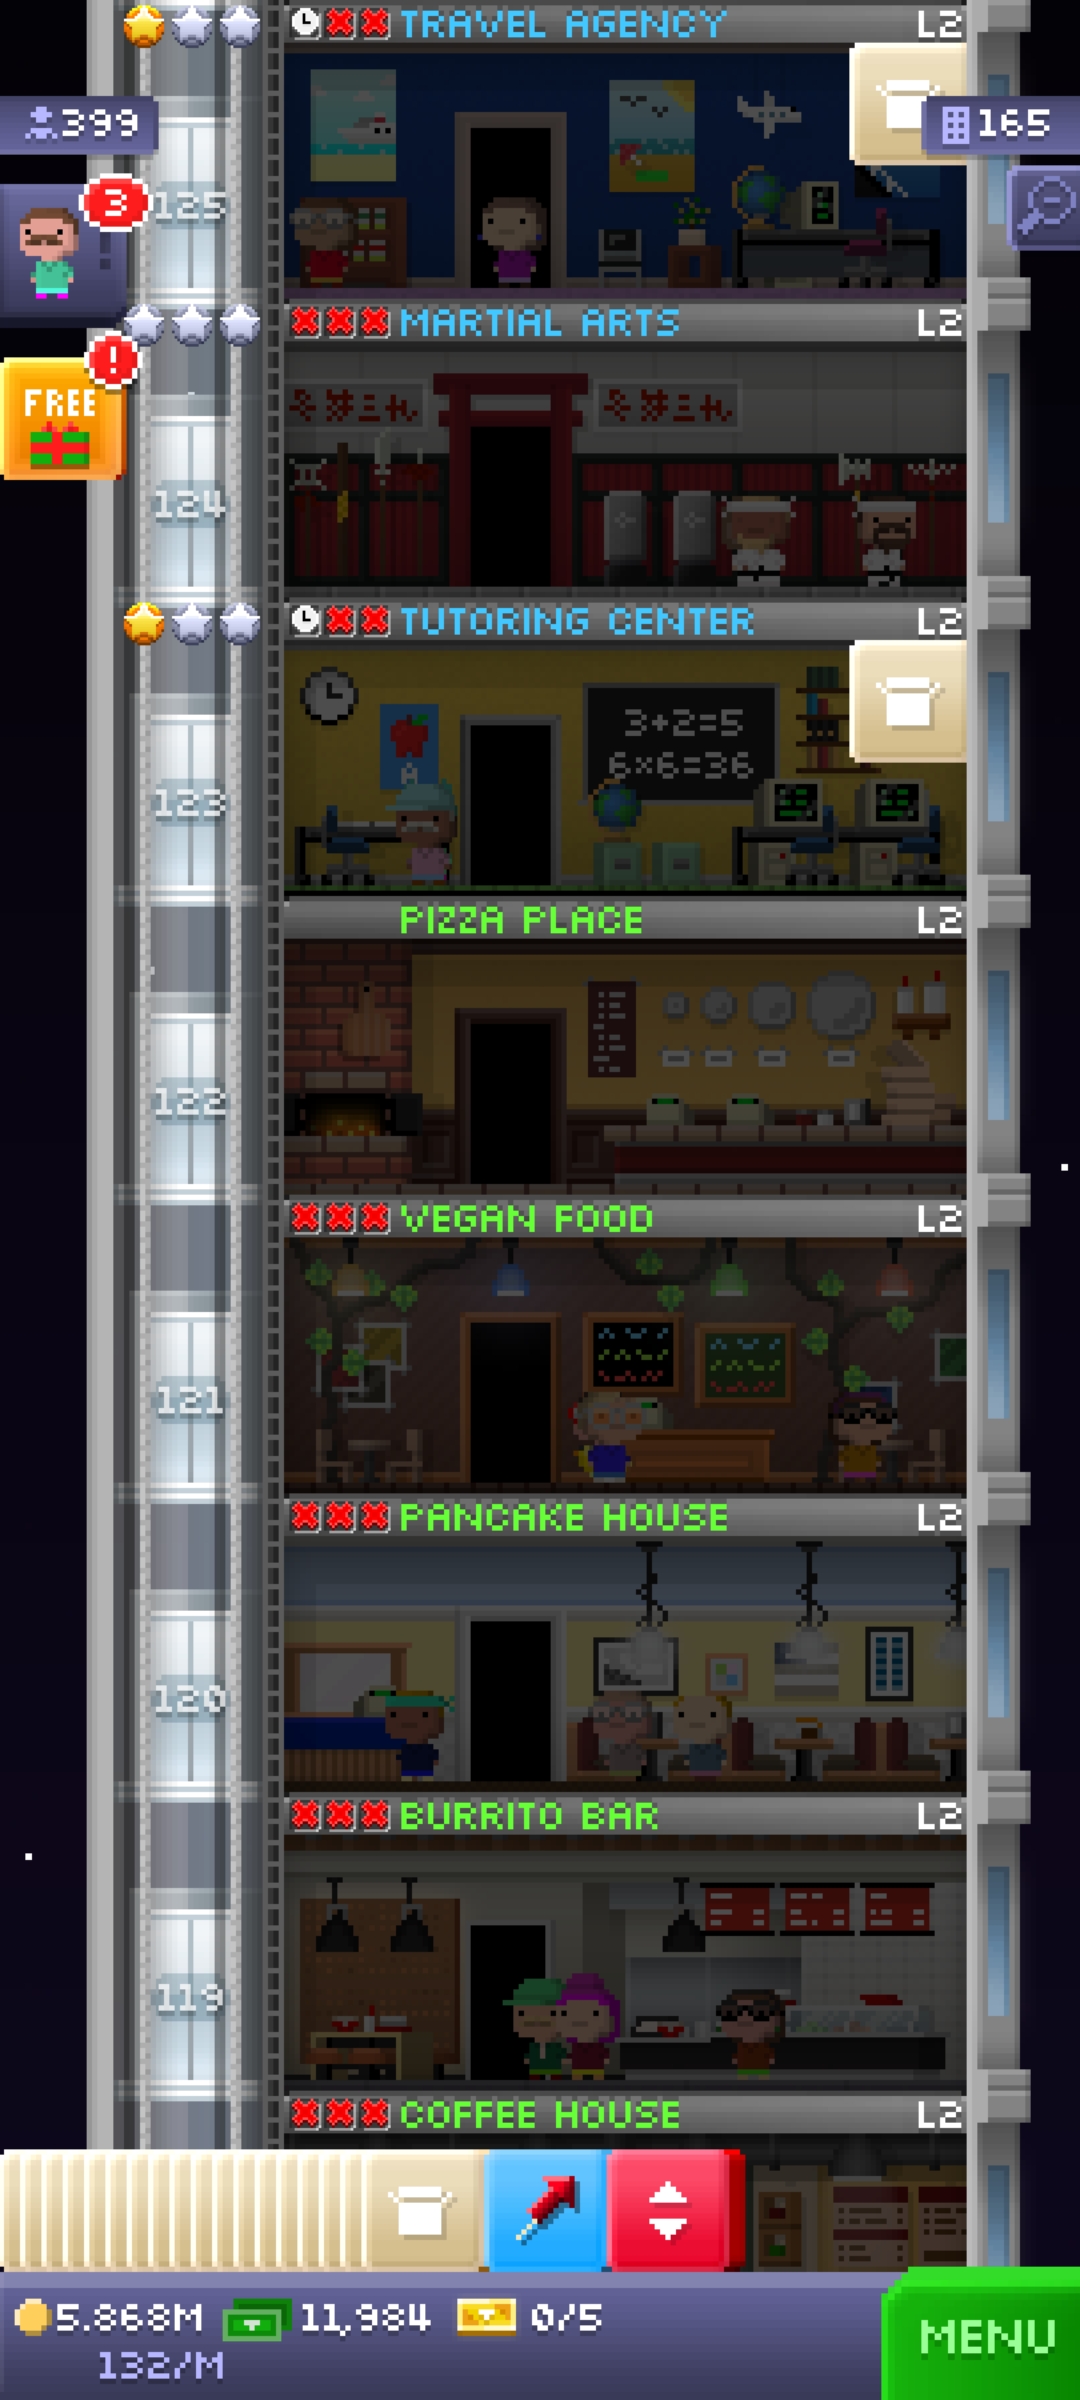 TRAVEL AGENCY L2
399
165
3
125
MARTIAL ARTS L2
!
FREE
124
TUTORING CENTER L2
3+2=5
6×6=36
A
123
PIZZA PLACE L2
122
VEGAN FOOD L2
121
PANCAKE HOUSE L2
120
BURRITO BAR L2
119
COFFEE HOUSE L2
5.868M 11,984 0/5
132/M
MENU